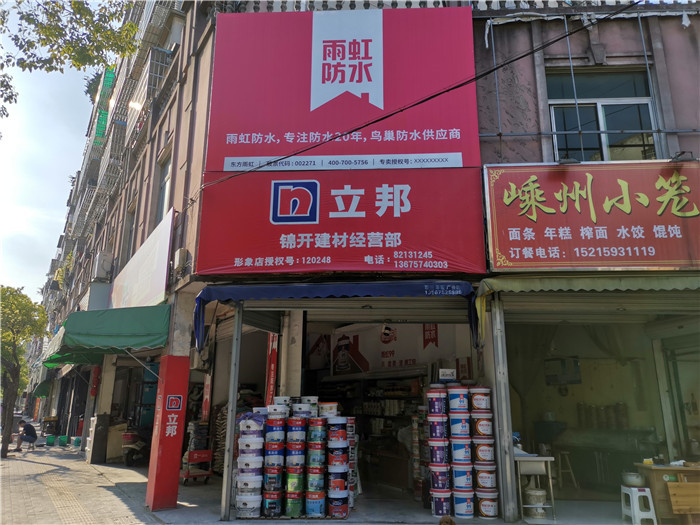 雨虹
防水
雨虹防水，专注防水20年，鸟巢防水供应商
东方雨虹 | 股票代码：002271 | 400-700-5756 | 专卖授权号：XXXXXXXXX
n 立邦
锦开建材经营部
形象店授权号：120248
电话：82131245
13675740303
嵊州小笼
面条 年糕 榨面 水饺 馄饨
订餐电话：15215931119
n
立邦